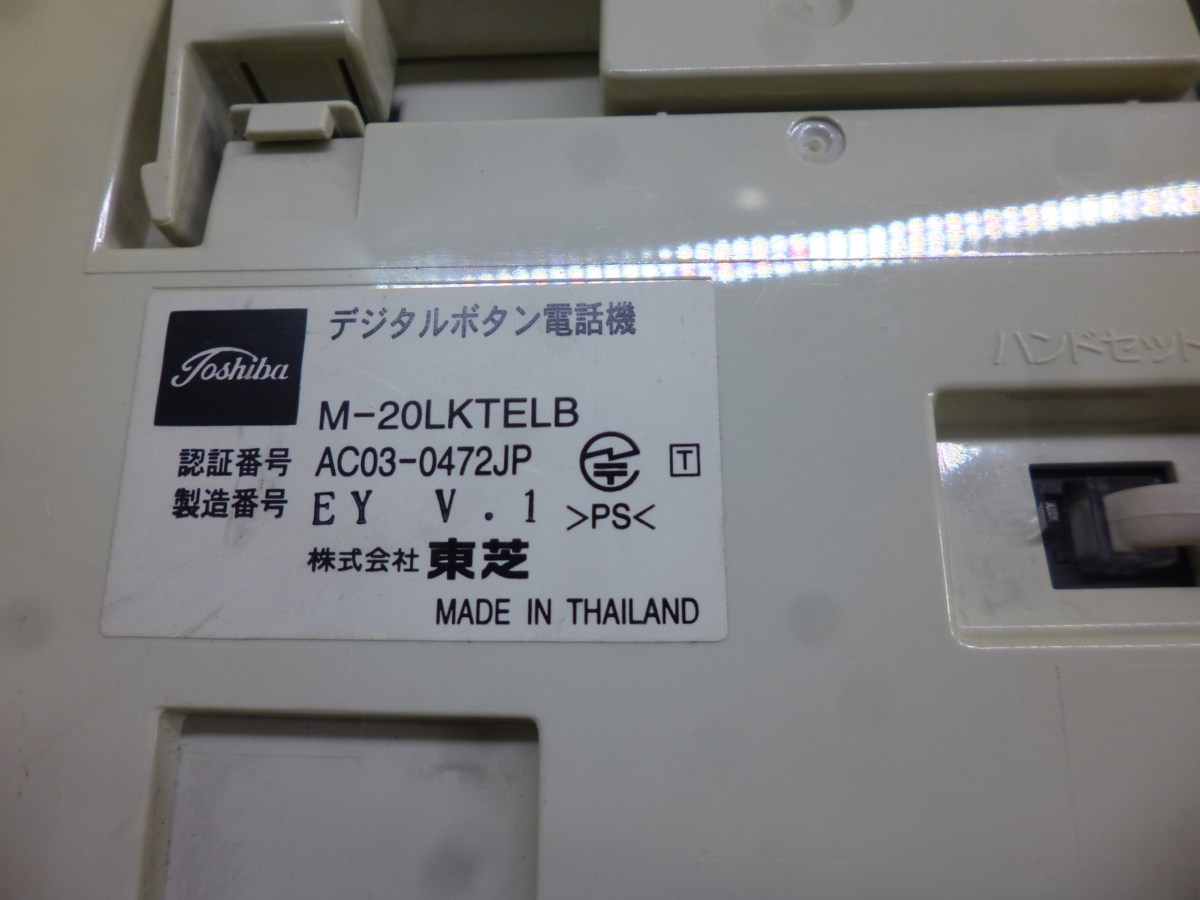 Toshiba
デジタルボタン電話機
M-20LKTELB
認証番号 AC03-0472JP
T
製造番号 EY V.1
>PS<
株式会社 東芝
MADE IN THAILAND
ハンドセット